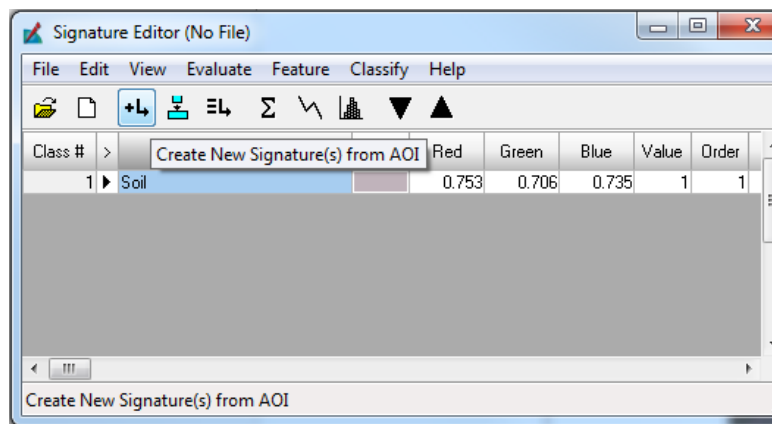 Signature Editor (No File)
File Edit View Evaluate Feature Classify Help
Class # > Create New Signature(s) from AOI Red Green Blue Value Order
1 Soil 0.753 0.706 0.735 1 1
Create New Signature(s) from AOI